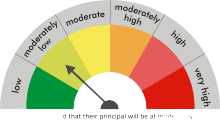 low
moderately
low
moderate
moderately
high
high
very high
d that their principal will be at